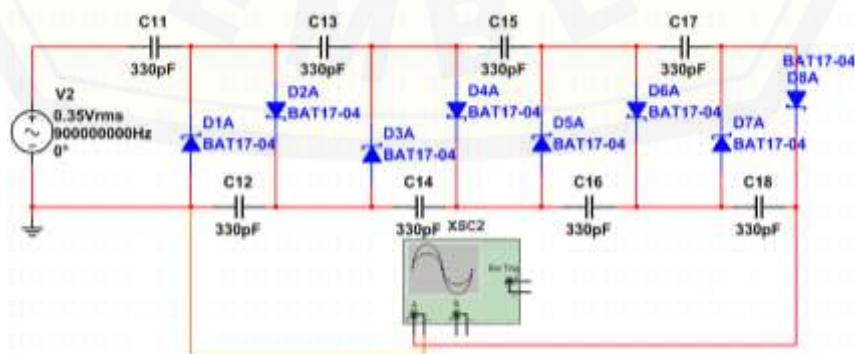 C11
330pF
C13
330pF
C15
330pF
C17
330pF
V2
0.35Vrms
900000000Hz
0°
D1A
BAT17-04
D2A
BAT17-04
D3A
BAT17-04
D4A
BAT17-04
D5A
BAT17-04
D6A
BAT17-04
D7A
BAT17-04
BAT17-04
D8A
C12
330pF
C14
330pF
C16
330pF
C18
330pF
XSC2
Ext Trig
A
B